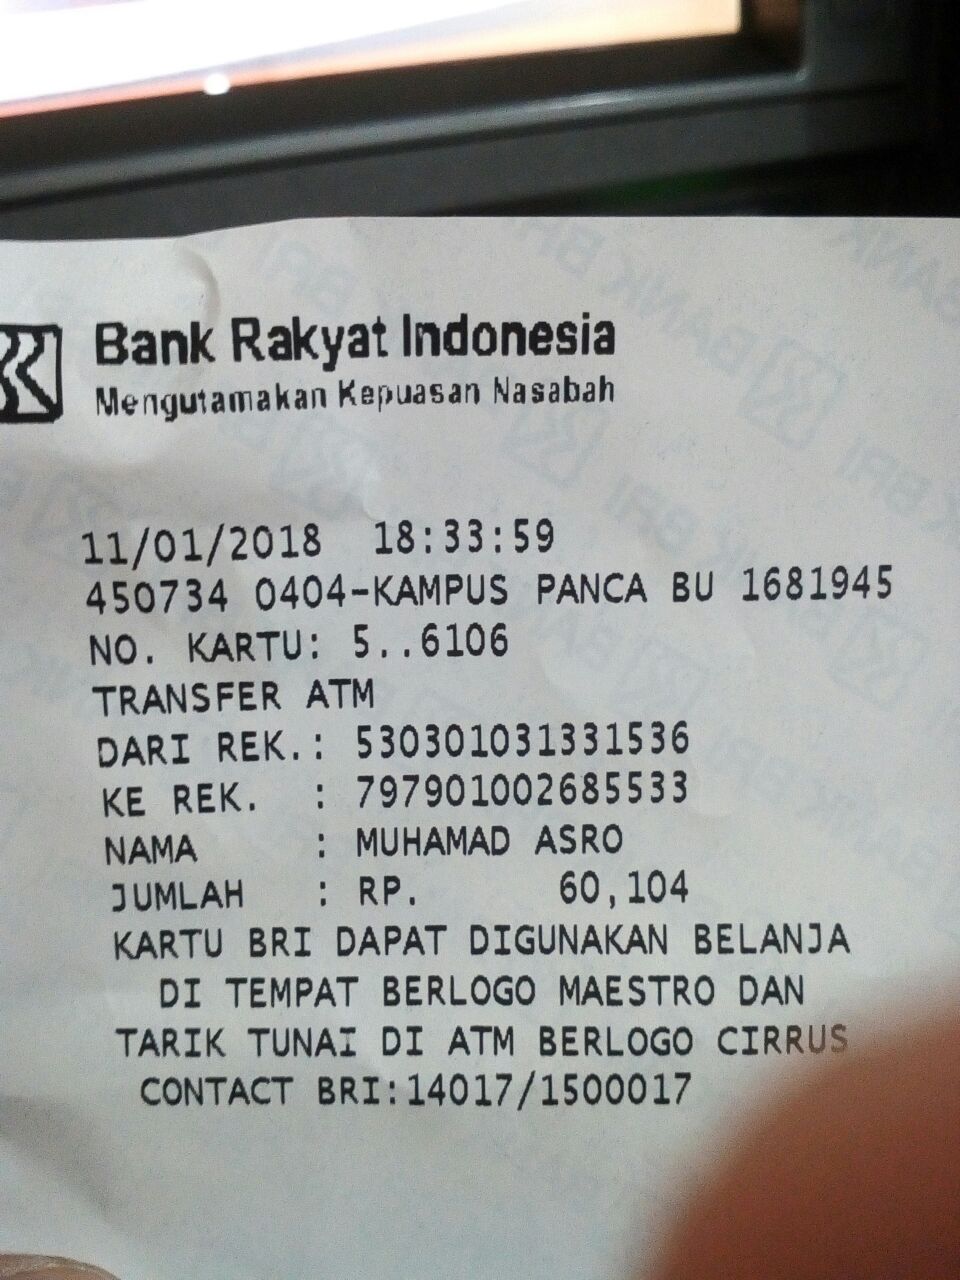 Bank Rakyat Indonesia
Mengutamakan Kepuasan Nasabah
11/01/2018 18:33:59
450734 0404-KAMPUS PANCA BU 1681945
NO. KARTU: 5..6106
TRANSFER ATM
DARI REK.: 530301031331536
KE REK. : 797901002685533
NAMA : MUHAMAD ASRO
JUMLAH : RP. 60,104
KARTU BRI DAPAT DIGUNAKAN BELANJA
DI TEMPAT BERLOGO MAESTRO DAN
TARIK TUNAI DI ATM BERLOGO CIRRUS
CONTACT BRI:14017/1500017